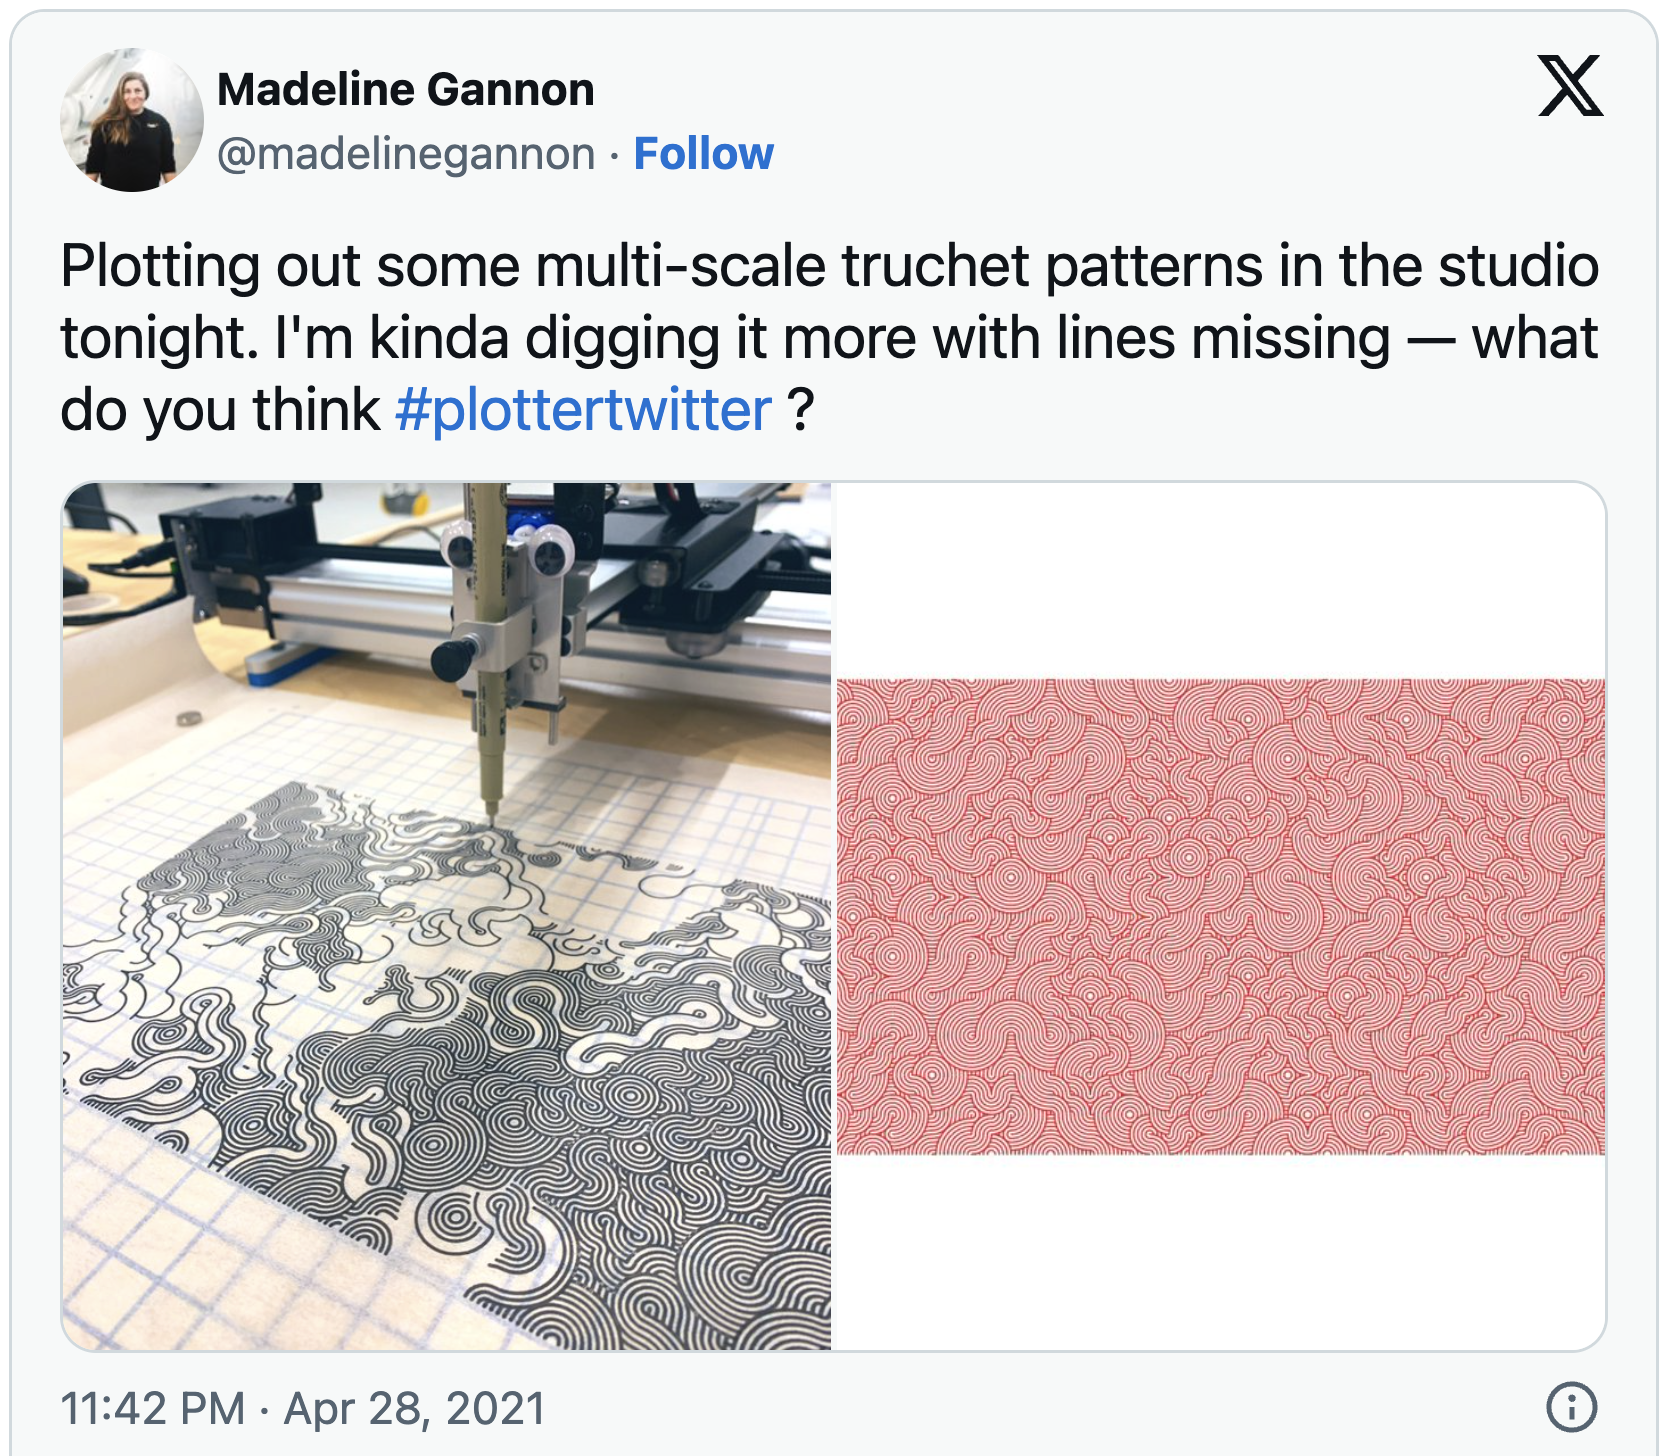 Madeline Gannon
@madelinegannon · Follow
Plotting out some multi-scale truchet patterns in the studio
tonight. I'm kinda digging it more with lines missing — what
do you think #plottertwitter ?
11:42 PM · Apr 28, 2021